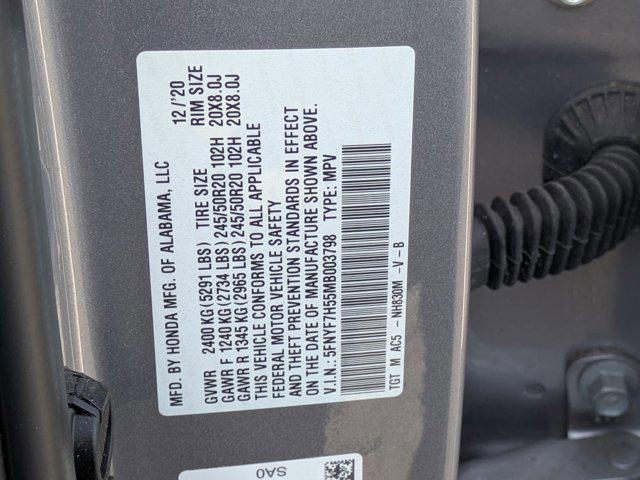 MFD. BY HONDA MFG. OF ALABAMA, LLC 12/'20
GVWR 2400 KG(5291 LBS) TIRE SIZE RIM SIZE
GAWR F 1240 KG(2734 LBS)245/50R20 102H 20X8.0J
GAWR R 1345 KG(2965 LBS)245/50R20 102H 20X8.0J
THIS VEHICLE CONFORMS TO ALL APPLICABLE
FEDERAL MOTOR VEHICLE SAFETY
AND THEFT PREVENTION STANDARDS IN EFFECT
ON THE DATE OF MANUFACTURE SHOWN ABOVE.
V.I.N.:5FNYF7H55MB003798 TYPE: MPV
TGT M AC5 - NH830M -V-B
SA0